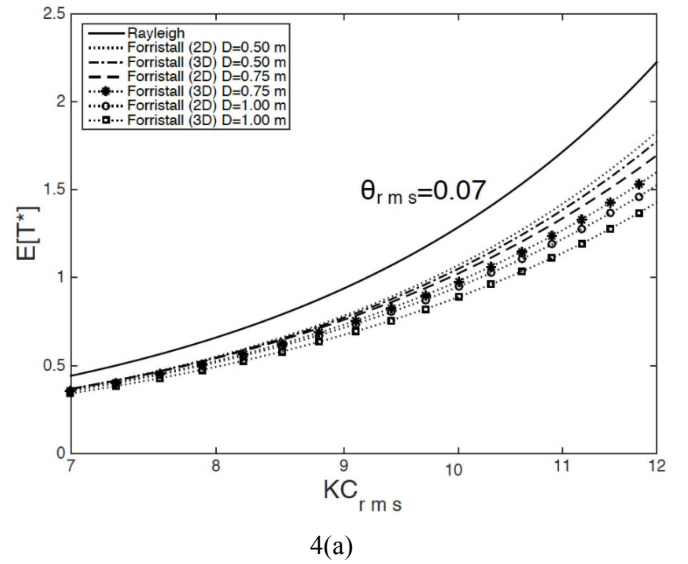 2.5
2
1.5
1
0.5
0
E[T*]
Rayleigh
Forristall (2D) D=0.50 m
Forristall (3D) D=0.50 m
Forristall (2D) D=0.75 m
Forristall (3D) D=0.75 m
Forristall (2D) D=1.00 m
Forristall (3D) D=1.00 m
θ r m s=0.07
7 8 9 10 11 12
KC r m s
4(a)